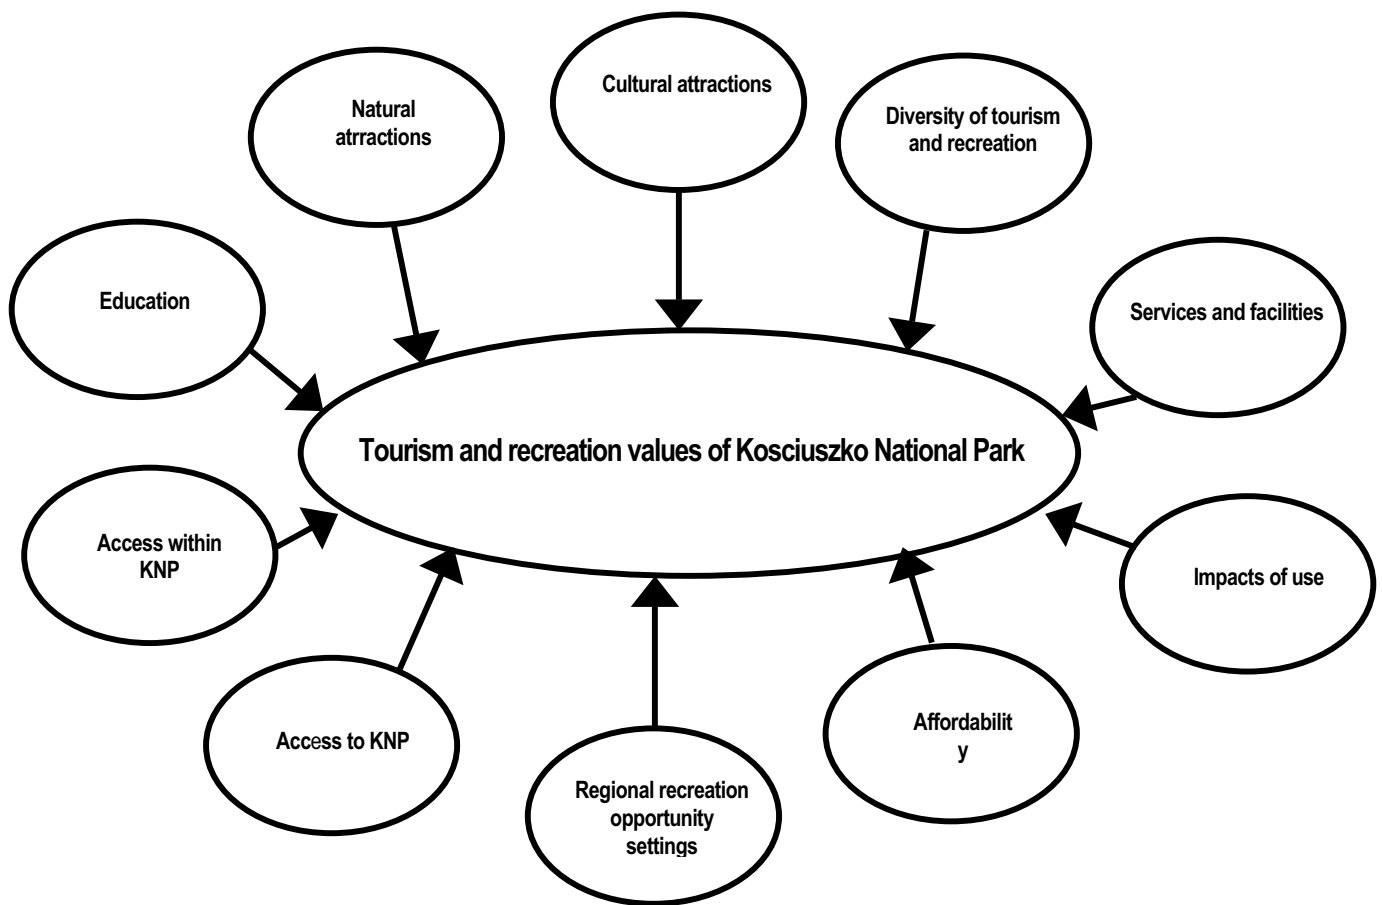 Cultural attractions
Natural
atrractions
Diversity of tourism
and recreation
Education
Services and facilities
Tourism and recreation values of Kosciuszko National Park
Access within
KNP
Impacts of use
Access to KNP
Affordabilit
y
Regional recreation
opportunity
settings